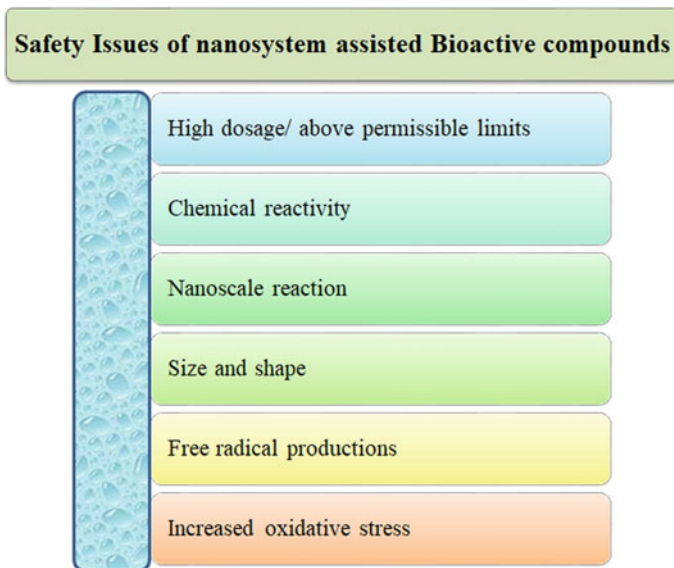 Safety Issues of nanosystem assisted Bioactive compounds
High dosage/ above permissible limits
Chemical reactivity
Nanoscale reaction
Size and shape
Free radical productions
Increased oxidative stress